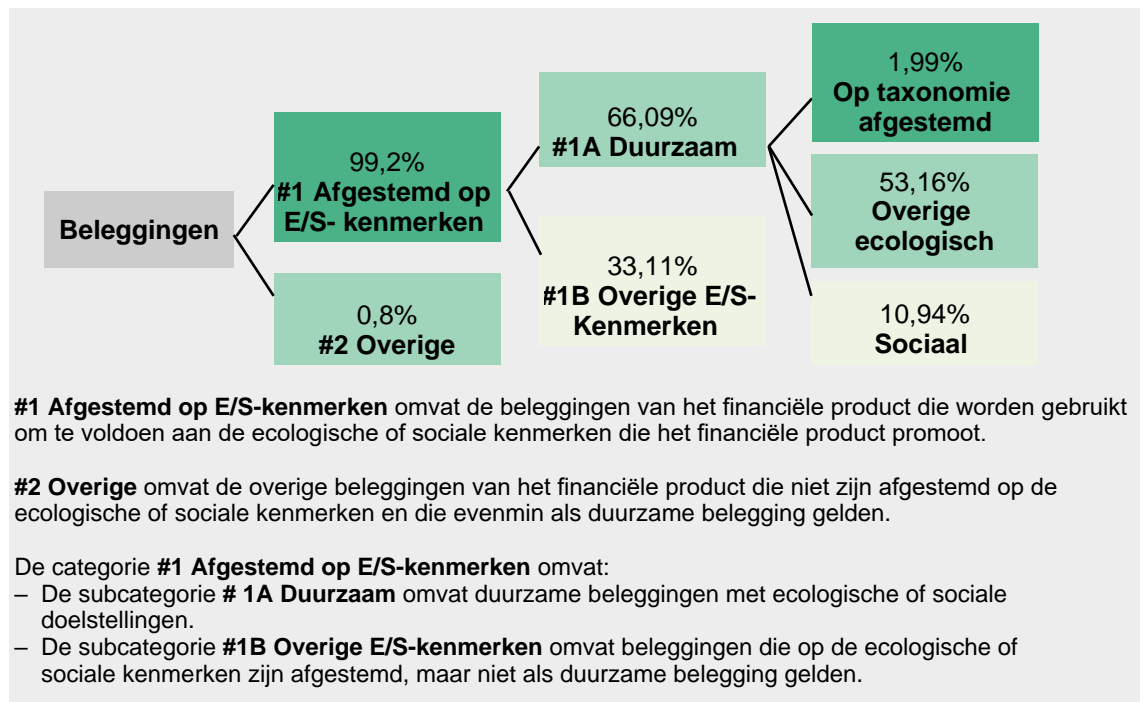 Beleggingen
99,2%
#1 Afgestemd op
E/S- kenmerken
0,8%
#2 Overige
66,09%
#1A Duurzaam
33,11%
#1B Overige E/S-
Kenmerken
1,99%
Op taxonomie
afgestemd
53,16%
Overige
ecologisch
10,94%
Sociaal
#1 Afgestemd op E/S-kenmerken omvat de beleggingen van het financiële product die worden gebruikt
om te voldoen aan de ecologische of sociale kenmerken die het financiële product promoot.
#2 Overige omvat de overige beleggingen van het financiële product die niet zijn afgestemd op de
ecologische of sociale kenmerken en die evenmin als duurzame belegging gelden.
De categorie #1 Afgestemd op E/S-kenmerken omvat:
– De subcategorie # 1A Duurzaam omvat duurzame beleggingen met ecologische of sociale
doelstellingen.
– De subcategorie #1B Overige E/S-kenmerken omvat beleggingen die op de ecologische of
sociale kenmerken zijn afgestemd, maar niet als duurzame belegging gelden.